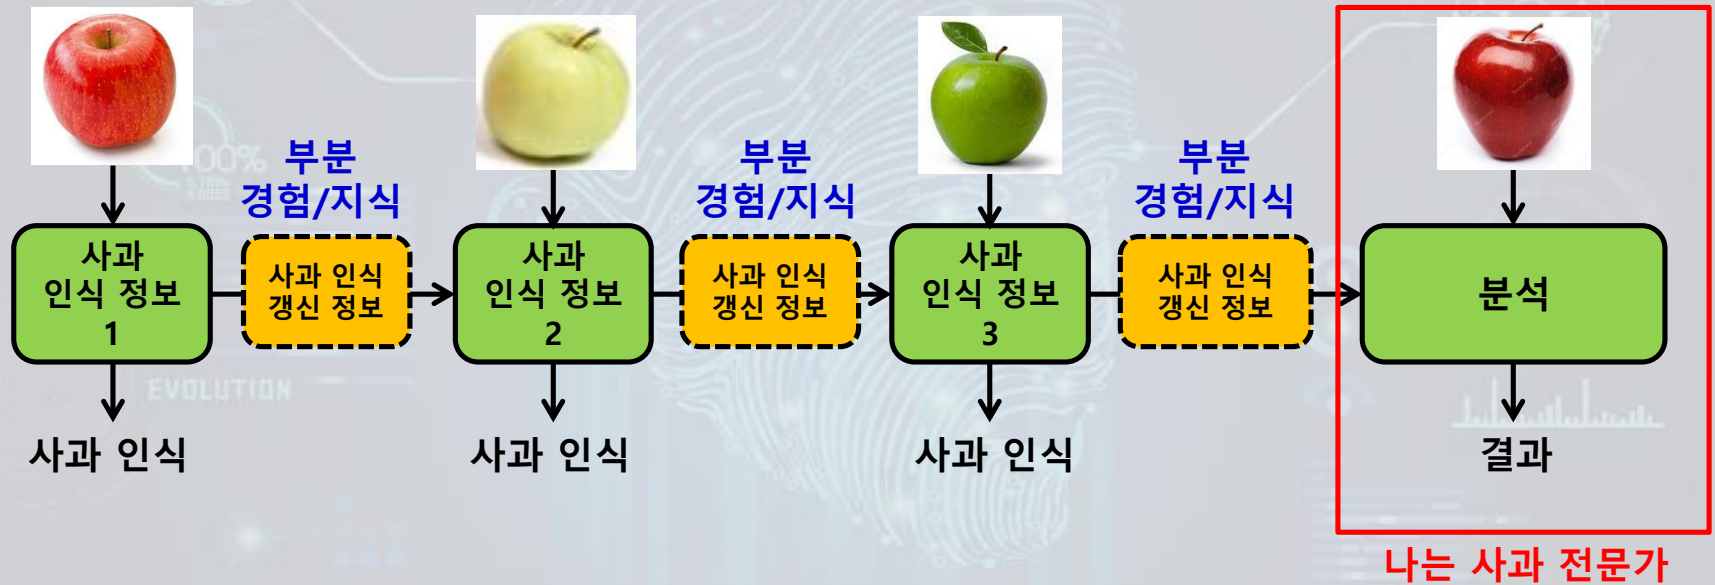 부분
경험/지식
부분
경험/지식
부분
경험/지식
사과
인식 정보
1
사과 인식
갱신 정보
사과
인식 정보
2
사과 인식
갱신 정보
사과
인식 정보
3
사과 인식
갱신 정보
분석
100%
EVOLUTION
사과 인식
사과 인식
사과 인식
결과
나는 사과 전문가